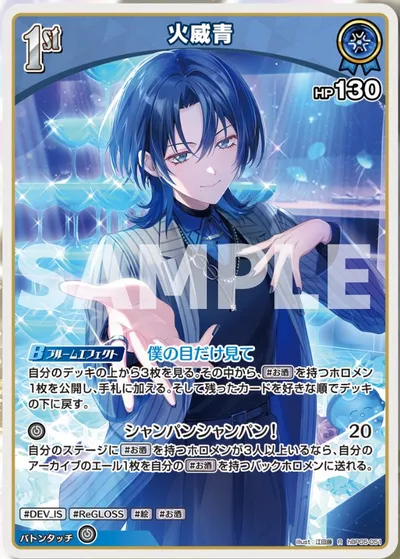 1st
火威青
HP 130
SAMPLE
ブルームエフェクト 僕の目だけ見て
自分のデッキの上から3枚を見る。その中から、#お酒を持つホロメン
1枚を公開し、手札に加える。そして残ったカードを好きな順でデッキ
の下に戻す。
シャンパンシャンパン! 20
自分のステージに#お酒を持つホロメンが3人以上いるなら、自分の
アーカイブのエール1枚を自分の#お酒を持つバックホロメンに送れる。
#DEV_IS #ReGLOSS #絵 #お酒
バトンタッチ
Illust. R hBP05-051